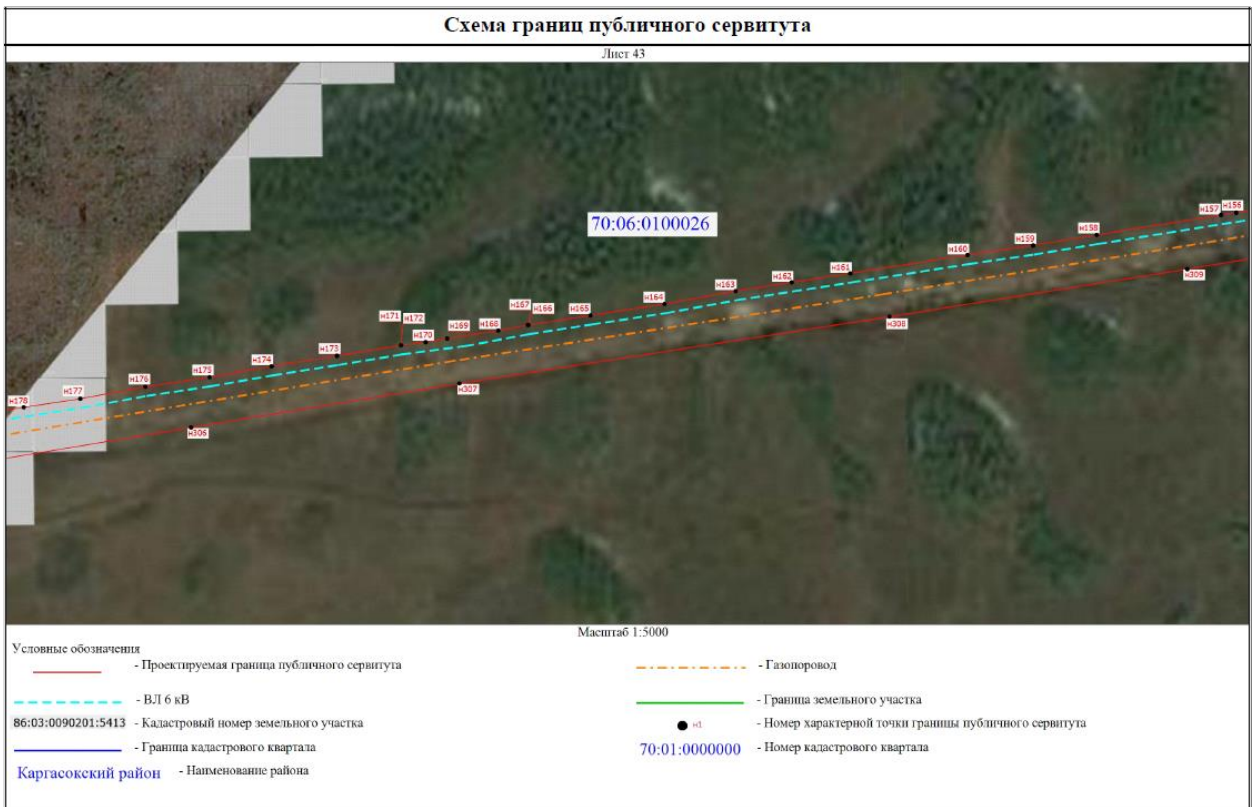 Схема границ публичного сервитута
Лист 43
70:06:0100026
н157 н156
н158
н159
н160
н161
н162
н163
н164
н165
н166
н167
н168
н169
н170
н171 н172
н173
н174
н175
н176
н177
н178
н309
н308
н307
н306
Масштаб 1:5000
Условные обозначения
- Проектируемая граница публичного сервитута
- Газопоровод
- ВЛ 6 кВ
- Граница земельного участка
86:03:0090201:5413 - Кадастровый номер земельного участка
н1 - Номер характерной точки границы публичного сервитута
- Граница кадастрового квартала
70:01:0000000 - Номер кадастрового квартала
Каргасокский район - Наименование района